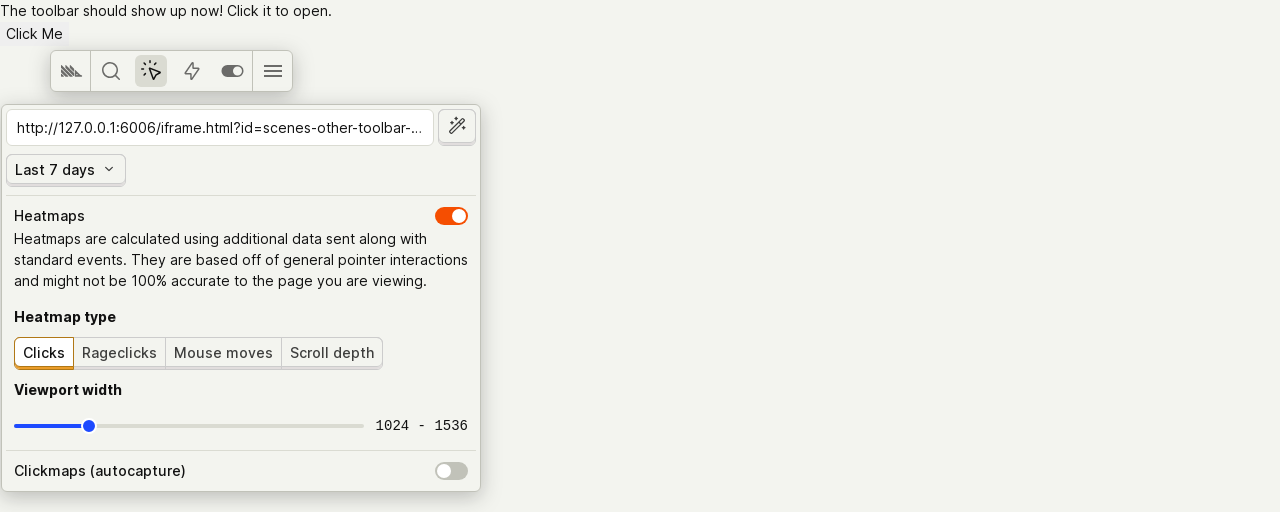 The toolbar should show up now! Click it to open.
Click Me
http://127.0.0.1:6006/iframe.html?id=scenes-other-toolbar-...
Last 7 days
Heatmaps
Heatmaps are calculated using additional data sent along with
standard events. They are based off of general pointer interactions
and might not be 100% accurate to the page you are viewing.
Heatmap type
Clicks Rageclicks Mouse moves Scroll depth
Viewport width
1024 - 1536
Clickmaps (autocapture)